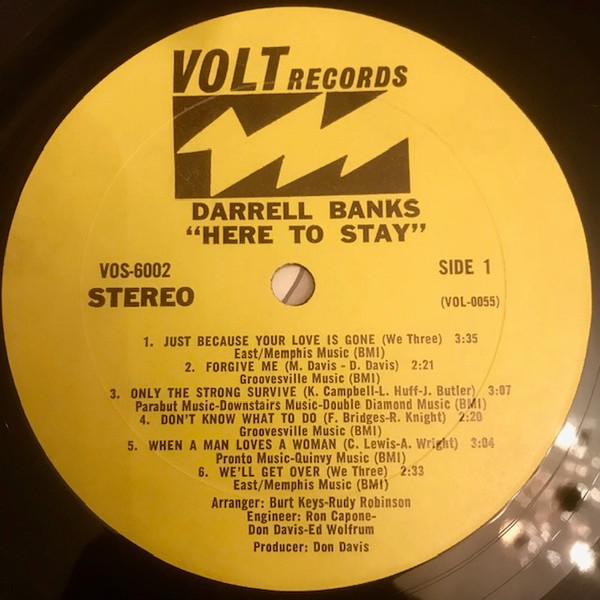 VOLT RECORDS
DARRELL BANKS
"HERE TO STAY"
VOS-6002
SIDE 1
STEREO
(VOL-0055)
1. JUST BECAUSE YOUR LOVE IS GONE (We Three) 3:35
East/Memphis Music (BMI)
2. FORGIVE ME (M. Davis - D. Davis) 2:21
Groovesville Music (BMI)
3. ONLY THE STRONG SURVIVE (K. Campbell-L. Huff-J. Butler) 3:07
Parabut Music-Downstairs Music-Double Diamond Music (BMI)
4. DON'T KNOW WHAT TO DO (F. Bridges-R. Knight) 2:20
Groovesville Music (BMI)
5. WHEN A MAN LOVES A WOMAN (C. Lewis-A. Wright) 3:04
Pronto Music-Quinvy Music (BMI)
6. WE'LL GET OVER (We Three) 2:33
East/Memphis Music (BMI)
Arranger: Burt Keys-Rudy Robinson
Engineer: Ron Capone-
Don Davis-Ed Wolfrum
Producer: Don Davis